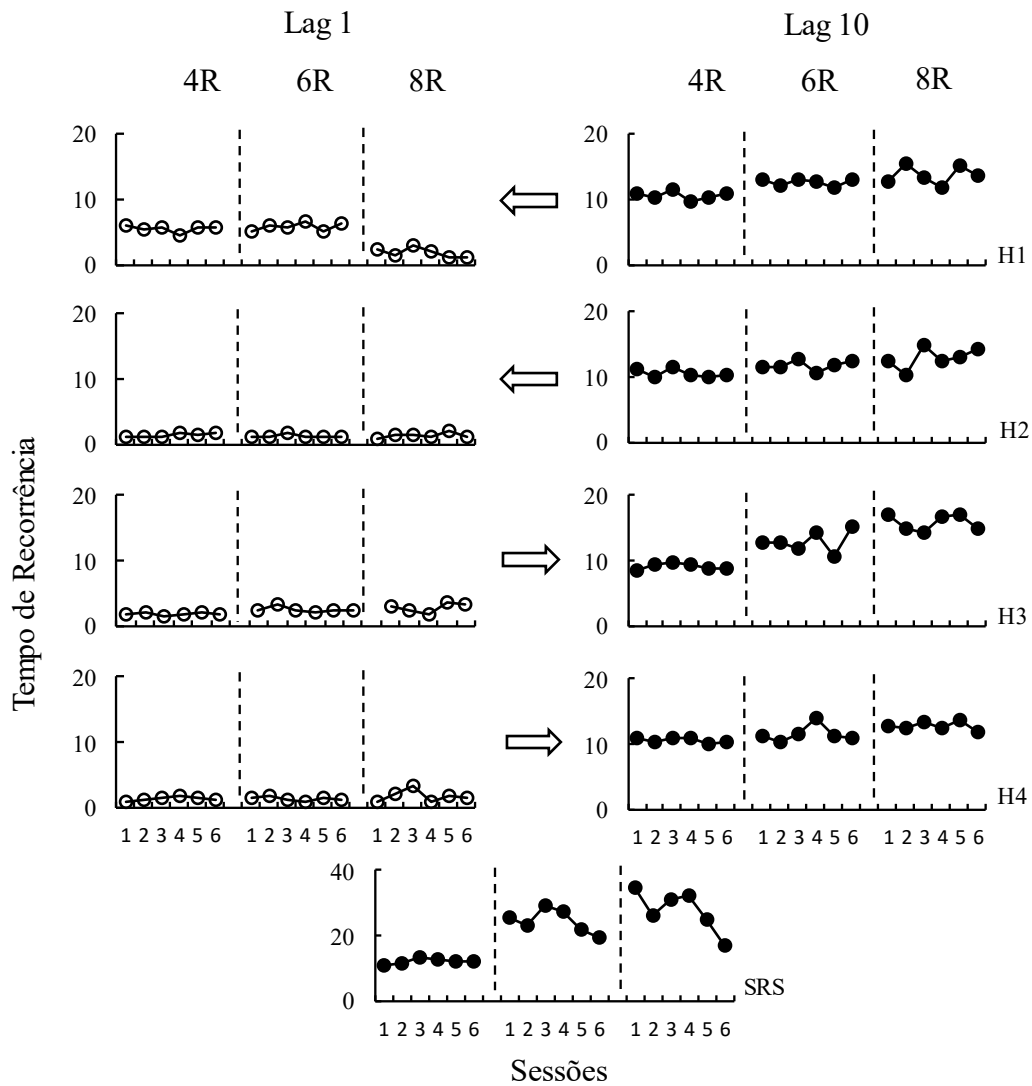 Lag 1 Lag 10
4R 6R 8R 4R 6R 8R
20 20
10 10
0 0 H1
20 20
10 10
0 0 H2
20 20
10 10
0 0 H3
20 20
10 10
0 0 H4
1 2 3 4 5 6 1 2 3 4 5 6 1 2 3 4 5 6 1 2 3 4 5 6 1 2 3 4 5 6 1 2 3 4 5 6
Tempo de Recorrência
40
20
0 SRS
1 2 3 4 5 6 1 2 3 4 5 6 1 2 3 4 5 6
Sessões